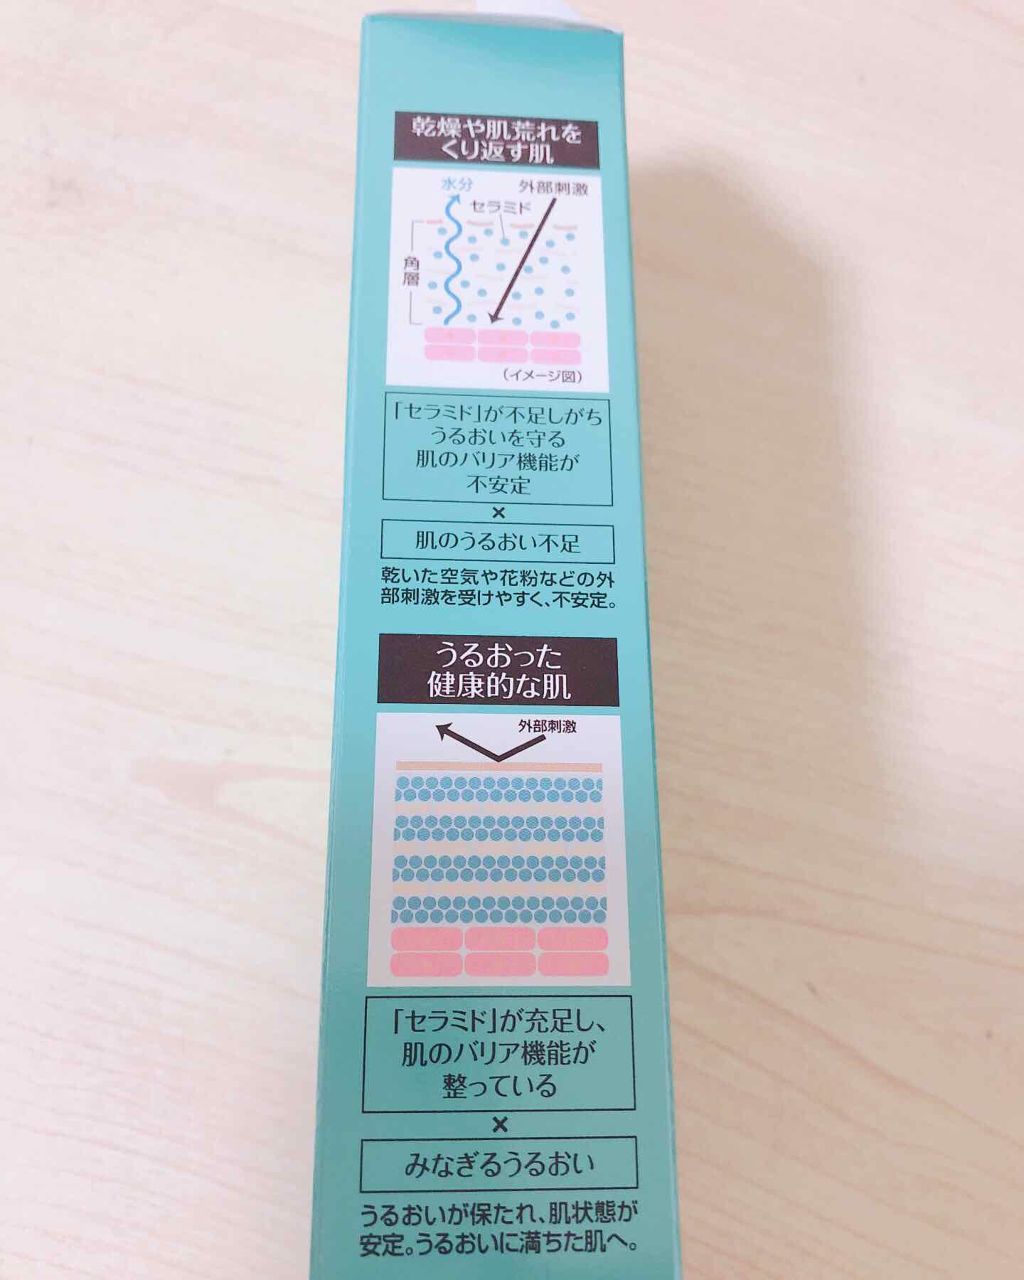 乾燥や肌荒れを
くり返す肌
水分
外部刺激
セラミド
角層
(イメージ図)
「セラミド」が不足しがち
うるおいを守る
肌のバリア機能が
不安定
×
肌のうるおい不足
乾いた空気や花粉などの外
部刺激を受けやすく、不安定。
うるおった
健康的な肌
外部刺激
「セラミド」が充足し、
肌のバリア機能が
整っている
×
みなぎるうるおい
うるおいが保たれ、肌状態が
安定。うるおいに満ちた肌へ。